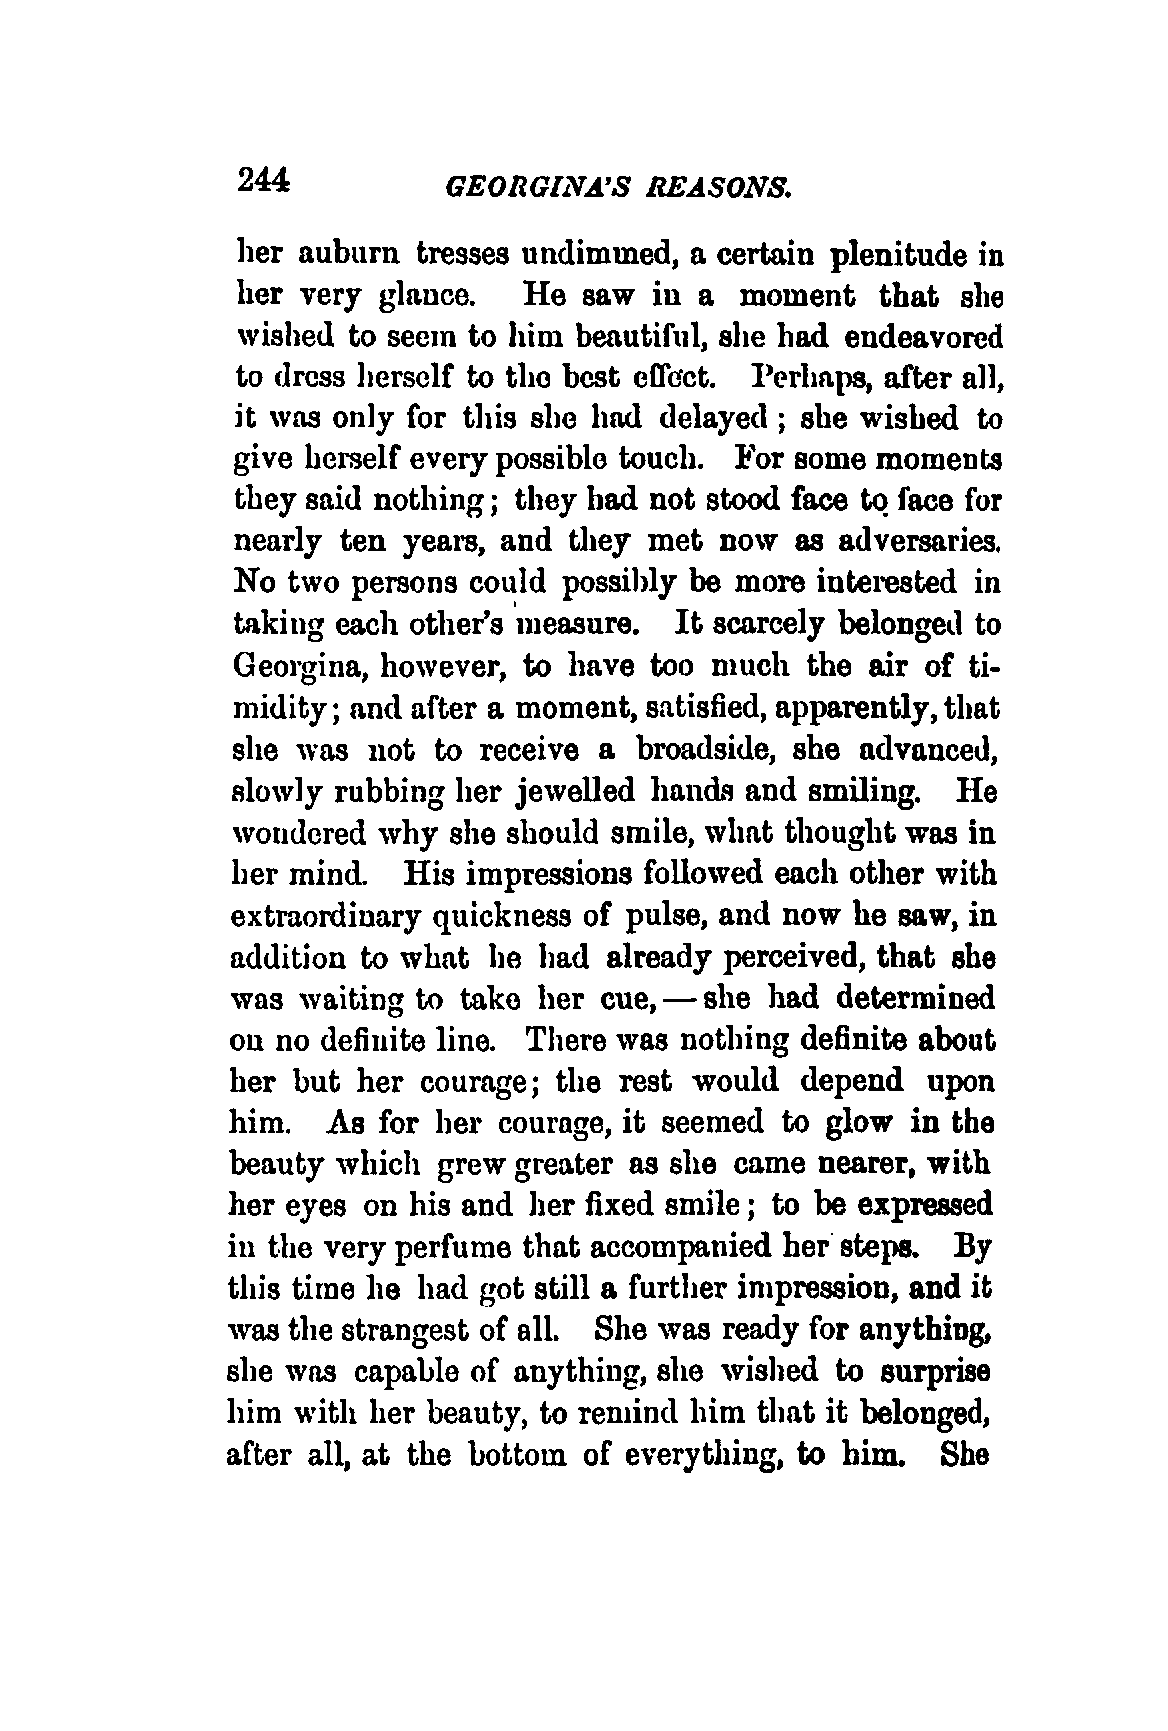 244 GEORGINA'S REASONS.
her auburn tresses undimmed, a certain plenitude in
her very glance. He saw in a moment that she
wished to seem to him beautiful, she had endeavored
to dress herself to the best effect. Perhaps, after all,
it was only for this she had delayed ; she wished to
give herself every possible touch. For some moments
they said nothing ; they had not stood face to face for
nearly ten years, and they met now as adversaries.
No two persons could possibly be more interested in
taking each other's measure. It scarcely belonged to
Georgina, however, to have too much the air of ti-
midity ; and after a moment, satisfied, apparently, that
she was not to receive a broadside, she advanced,
slowly rubbing her jewelled hands and smiling. He
wondered why she should smile, what thought was in
her mind. His impressions followed each other with
extraordinary quickness of pulse, and now he saw, in
addition to what he had already perceived, that she
was waiting to take her cue, — she had determined
on no definite line. There was nothing definite about
her but her courage ; the rest would depend upon
him. As for her courage, it seemed to glow in the
beauty which grew greater as she came nearer, with
her eyes on his and her fixed smile ; to be expressed
in the very perfume that accompanied her steps. By
this time he had got still a further impression, and it
was the strangest of all. She was ready for anything,
she was capable of anything, she wished to surprise
him with her beauty, to remind him that it belonged,
after all, at the bottom of everything, to him. She